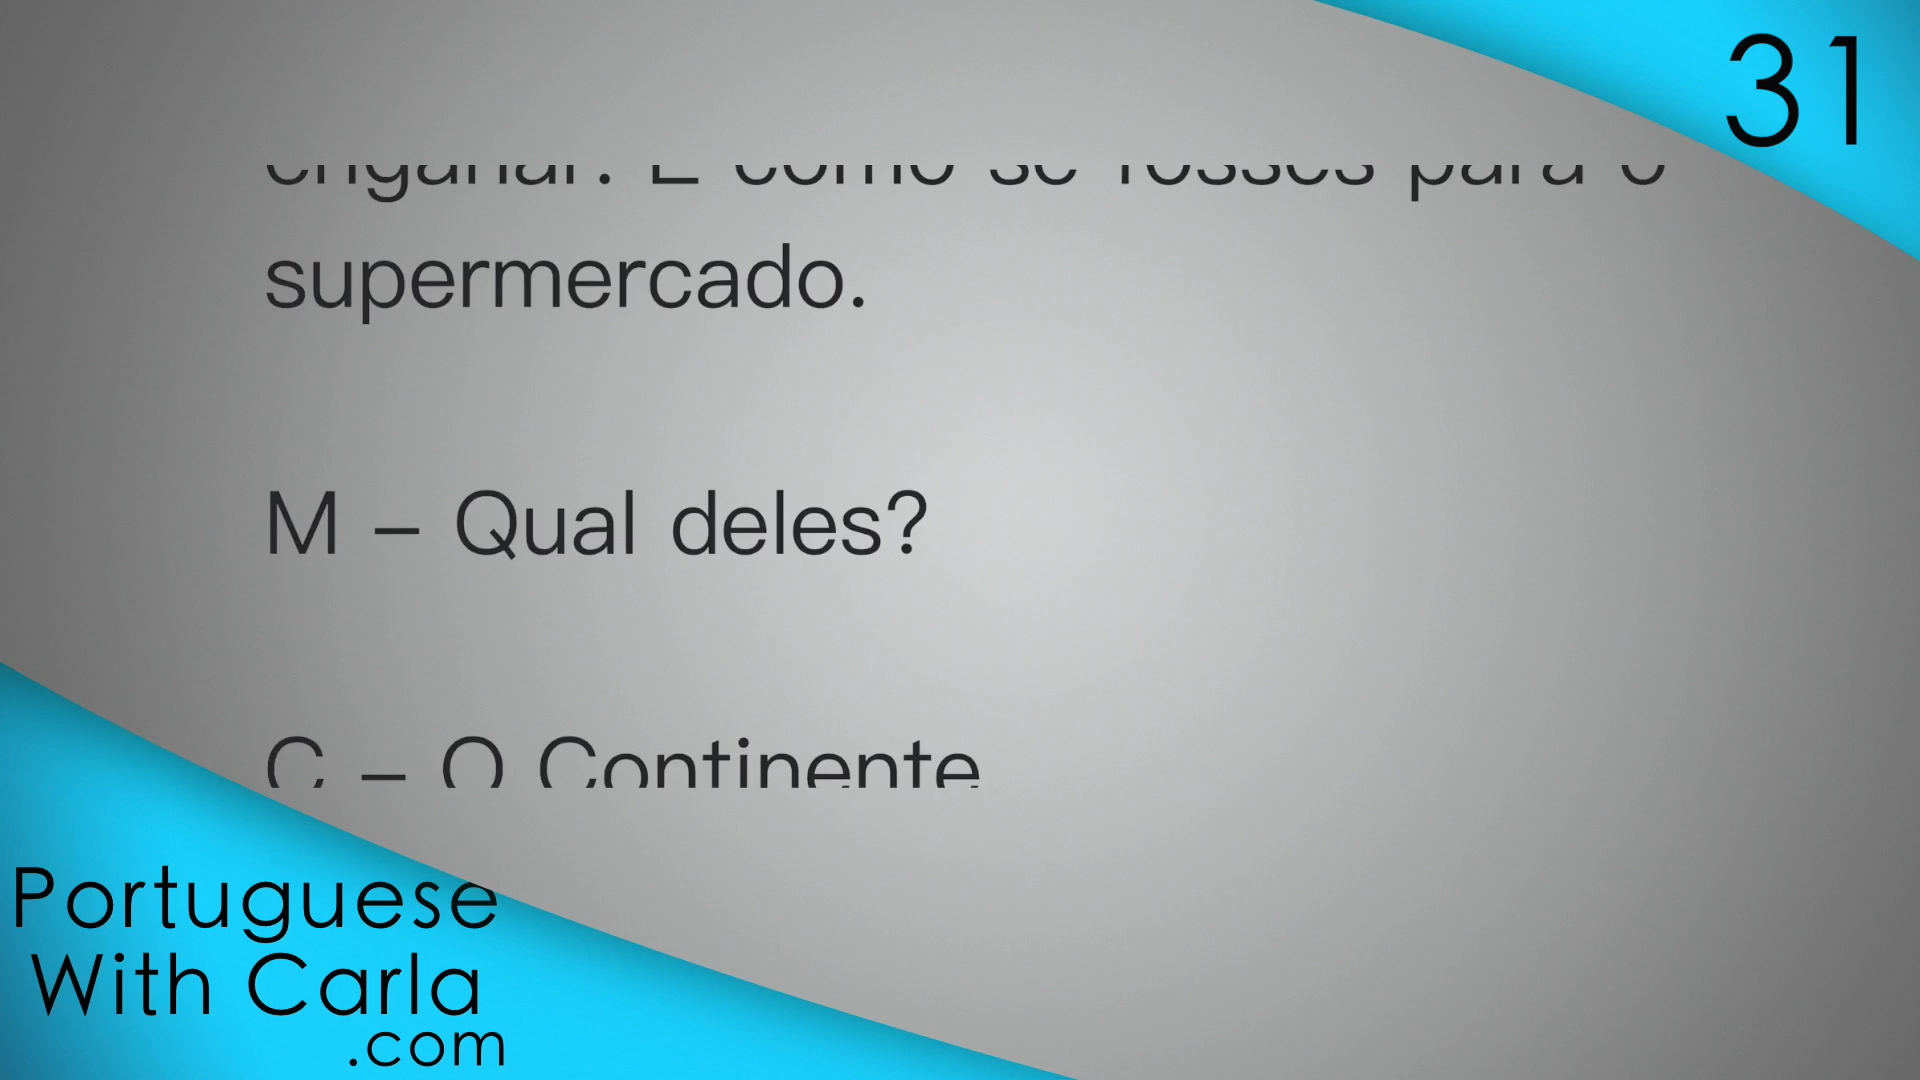 31
enganar. É como se fosses para o
supermercado.
M – Qual deles?
C – O Continente
Portuguese
With Carla
.com